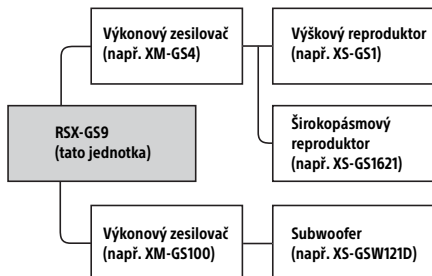 Výkonový zesilovač
(např. XM-GS4)
Výškový reproduktor
(např. XS-GS1)
RSX-GS9
(tato jednotka)
Širokopásmový
reproduktor
(např. XS-GS1621)
Výkonový zesilovač
(např. XM-GS100)
Subwoofer
(např. XS-GSW121D)